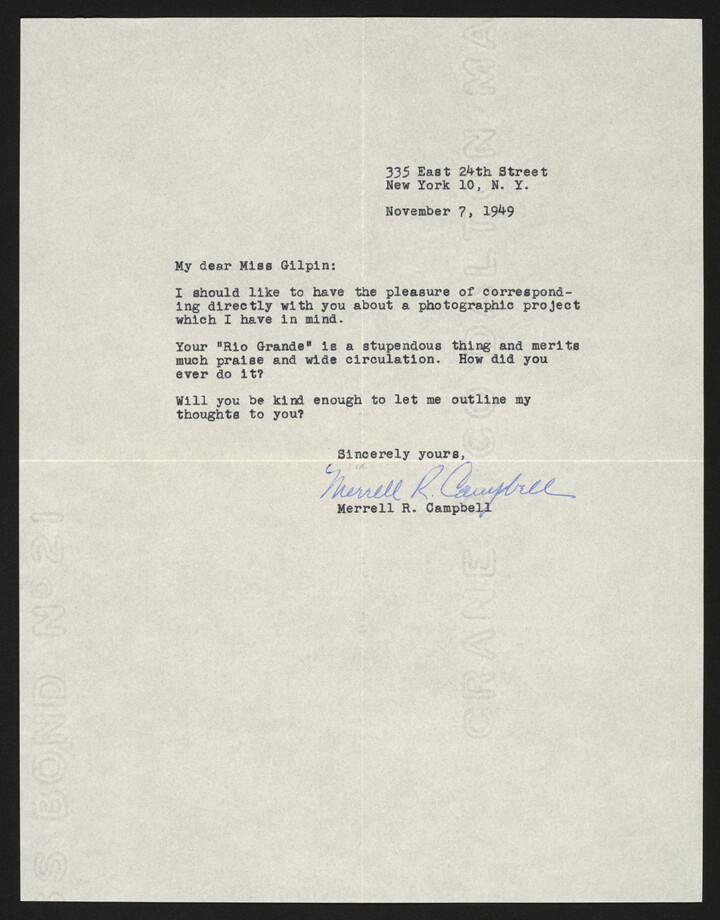 335 East 24th Street
New York 10, N. Y.
November 7, 1949
My dear Miss Gilpin:
I should like to have the pleasure of correspond-
ing directly with you about a photographic project
which I have in mind.
Your "Rio Grande" is a stupendous thing and merits
much praise and wide circulation. How did you
ever do it?
Will you be kind enough to let me outline my
thoughts to you?
Sincerely yours,
Merrell R. Campbell
Merrell R. Campbell
CRANE
BOND Nº 21